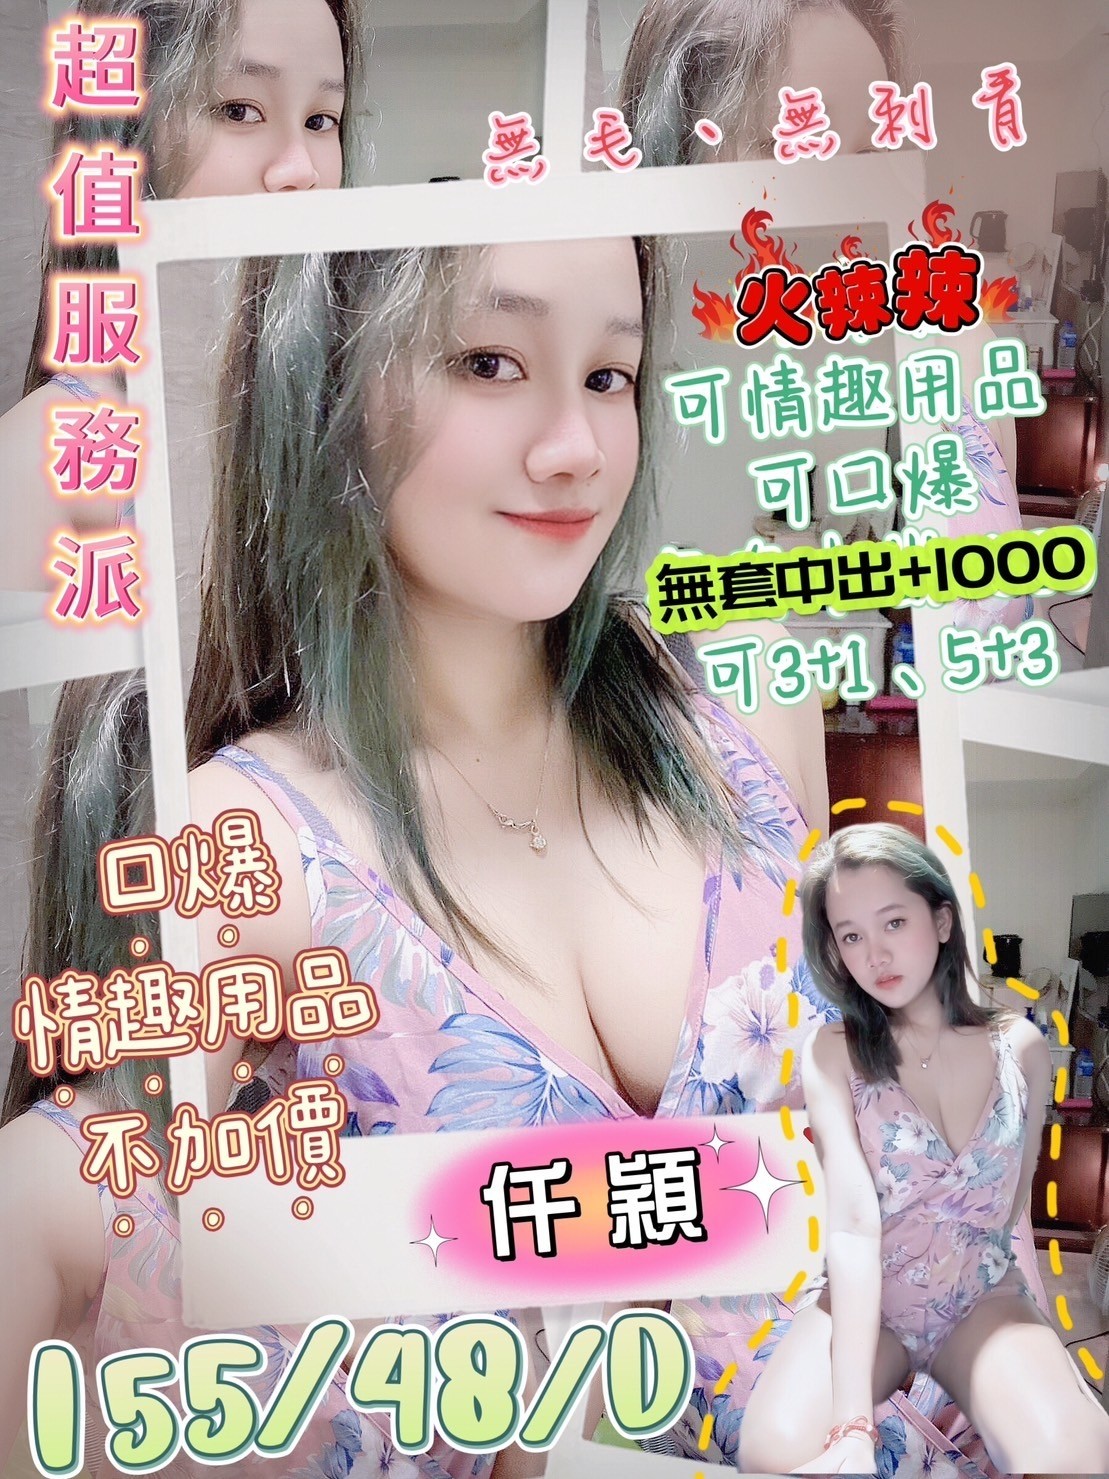 超值服務派
無毛、無刺青
火辣辣
可情趣用品
可口爆
無套中出+1000
可3+1、5+3
口爆
情趣用品
不加價
仟穎
155/48/D